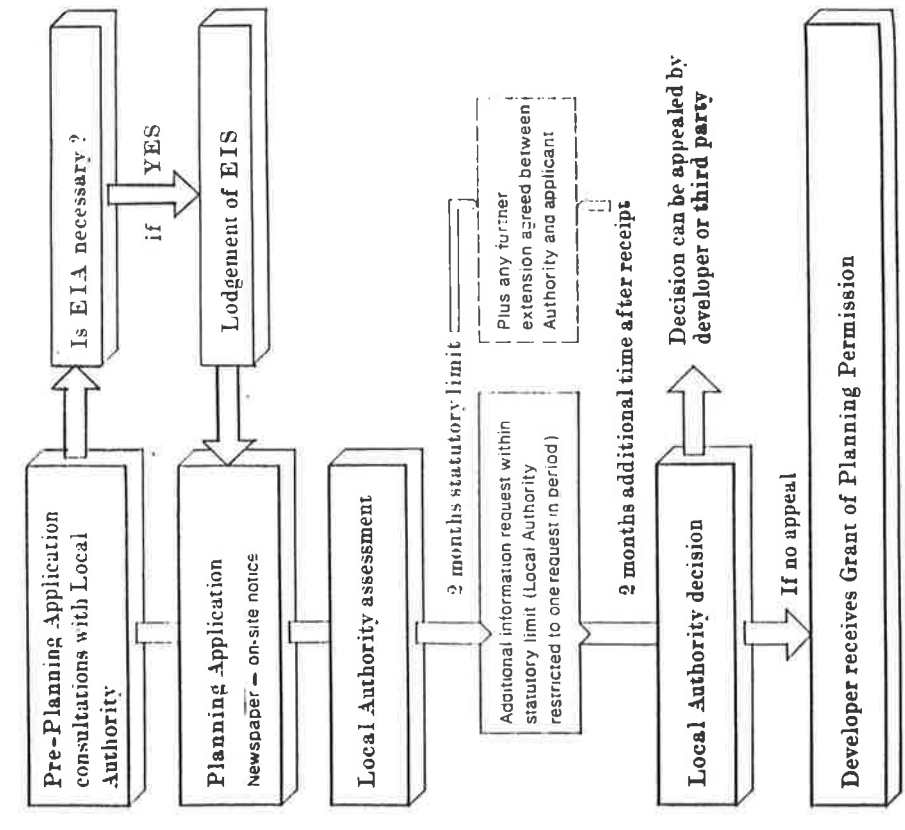 Pre-Planning Application
consultations with Local
Authority
Is EIA necessary ?
if YES
Lodgement of EIS
Planning Application
Newspaper – on-site notice
Local Authority assessment
2 months statutory limit
Additional information request within
statutory limit (Local Authority
restricted to one request in period)
Plus any further
extension agreed between
Authority and applicant
2 months additional time after receipt
Local Authority decision
Decision can be appealed by
developer or third party
If no appeal
Developer receives Grant of Planning Permission